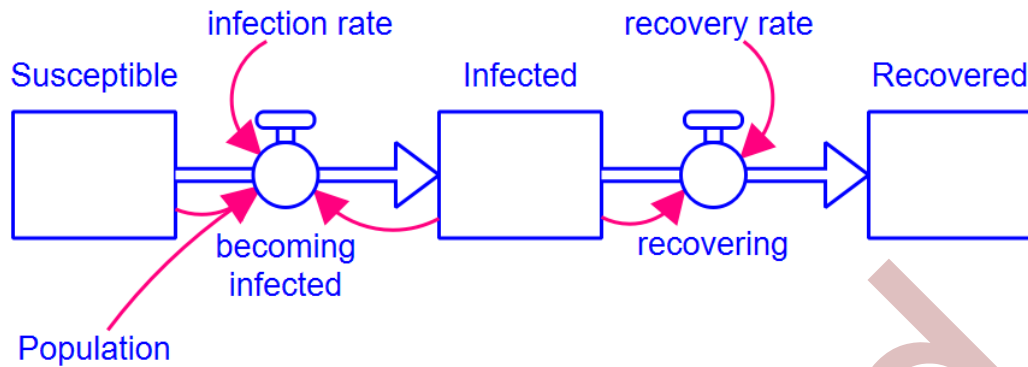 infection rate
recovery rate
Susceptible
Infected
Recovered
becoming
infected
recovering
Population